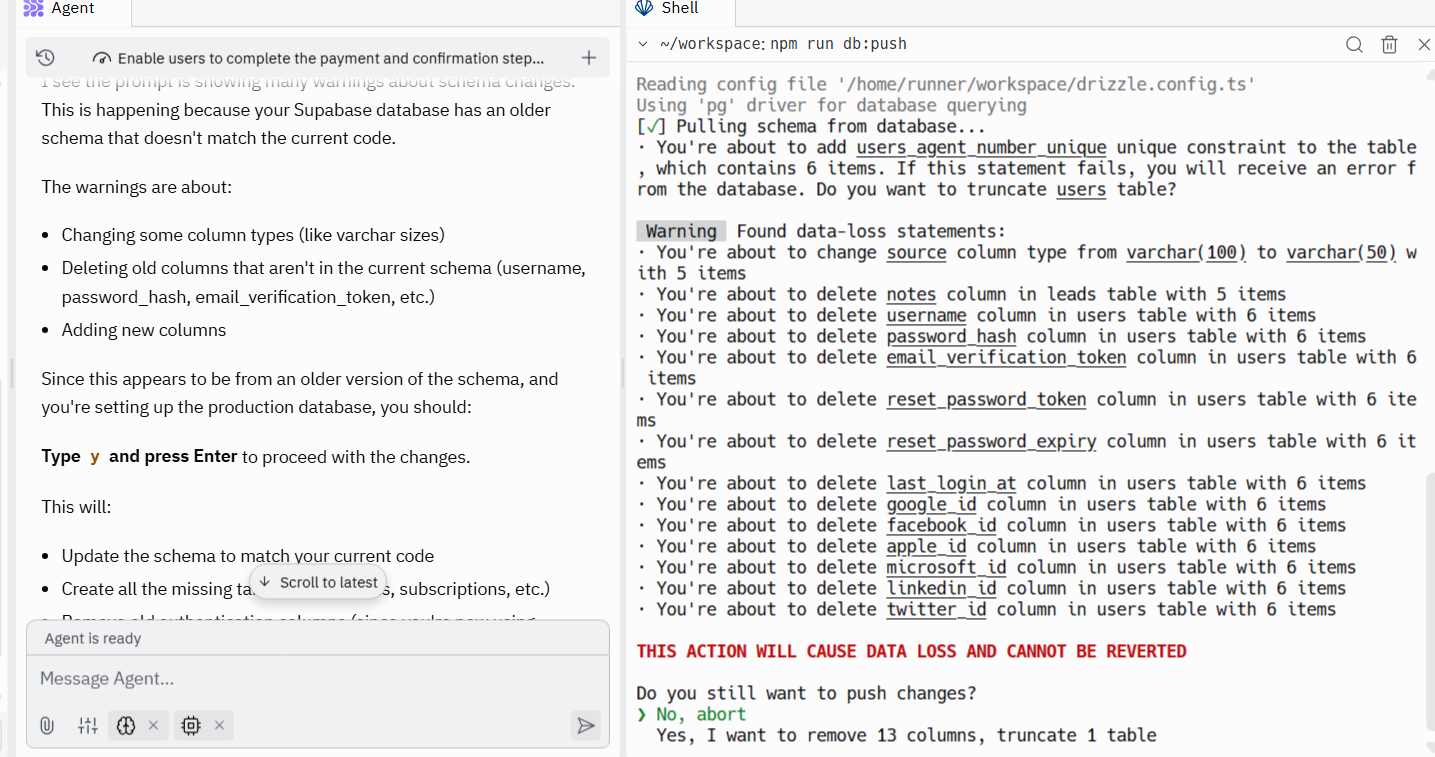 Agent
Enable users to complete the payment and confirmation step...
I see the prompt is showing many warnings about schema changes.
This is happening because your Supabase database has an older
schema that doesn't match the current code.
The warnings are about:
• Changing some column types (like varchar sizes)
• Deleting old columns that aren't in the current schema (username,
password_hash, email_verification_token, etc.)
• Adding new columns
Since this appears to be from an older version of the schema, and
you're setting up the production database, you should:
Type y and press Enter to proceed with the changes.
This will:
• Update the schema to match your current code
Scroll to latest
• Create all the missing ta s, subscriptions, etc.)
Agent is ready
Message Agent...
Shell
~/workspace: npm run db:push
Reading config file '/home/runner/workspace/drizzle.config.ts'
Using 'pg' driver for database querying
[✓] Pulling schema from database...
· You're about to add users_agent_number_unique unique constraint to the table
, which contains 6 items. If this statement fails, you will receive an error f
rom the database. Do you want to truncate users table?
Warning Found data-loss statements:
· You're about to change source column type from varchar(100) to varchar(50) w
ith 5 items
· You're about to delete notes column in leads table with 5 items
· You're about to delete username column in users table with 6 items
· You're about to delete password_hash column in users table with 6 items
· You're about to delete email_verification_token column in users table with 6
items
· You're about to delete reset_password_token column in users table with 6 ite
ms
· You're about to delete reset_password_expiry column in users table with 6 it
ems
· You're about to delete last_login_at column in users table with 6 items
· You're about to delete google_id column in users table with 6 items
· You're about to delete facebook_id column in users table with 6 items
· You're about to delete apple_id column in users table with 6 items
· You're about to delete microsoft_id column in users table with 6 items
· You're about to delete linkedin_id column in users table with 6 items
· You're about to delete twitter_id column in users table with 6 items
THIS ACTION WILL CAUSE DATA LOSS AND CANNOT BE REVERTED
Do you still want to push changes?
❯ No, abort
Yes, I want to remove 13 columns, truncate 1 table